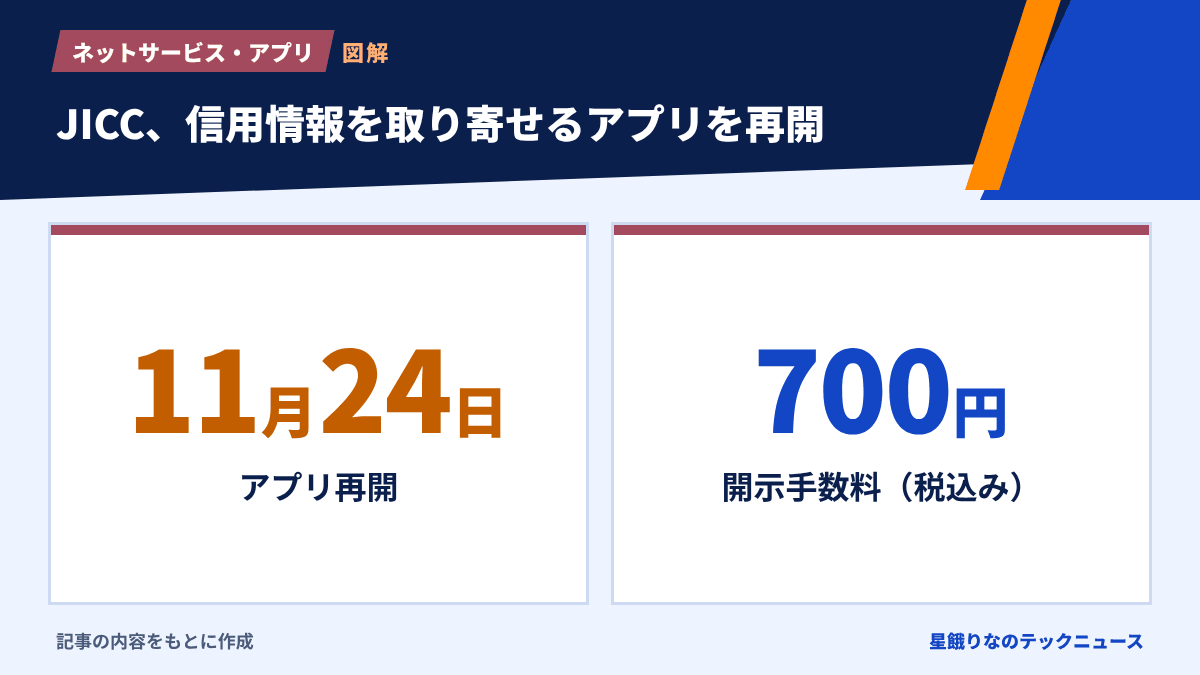 ネットサービス・アプリ 図解
JICC、信用情報を取り寄せるアプリを再開
11月24日
アプリ再開
700円
開示手数料（税込み）
記事の内容をもとに作成
星餓りなのテックニュース